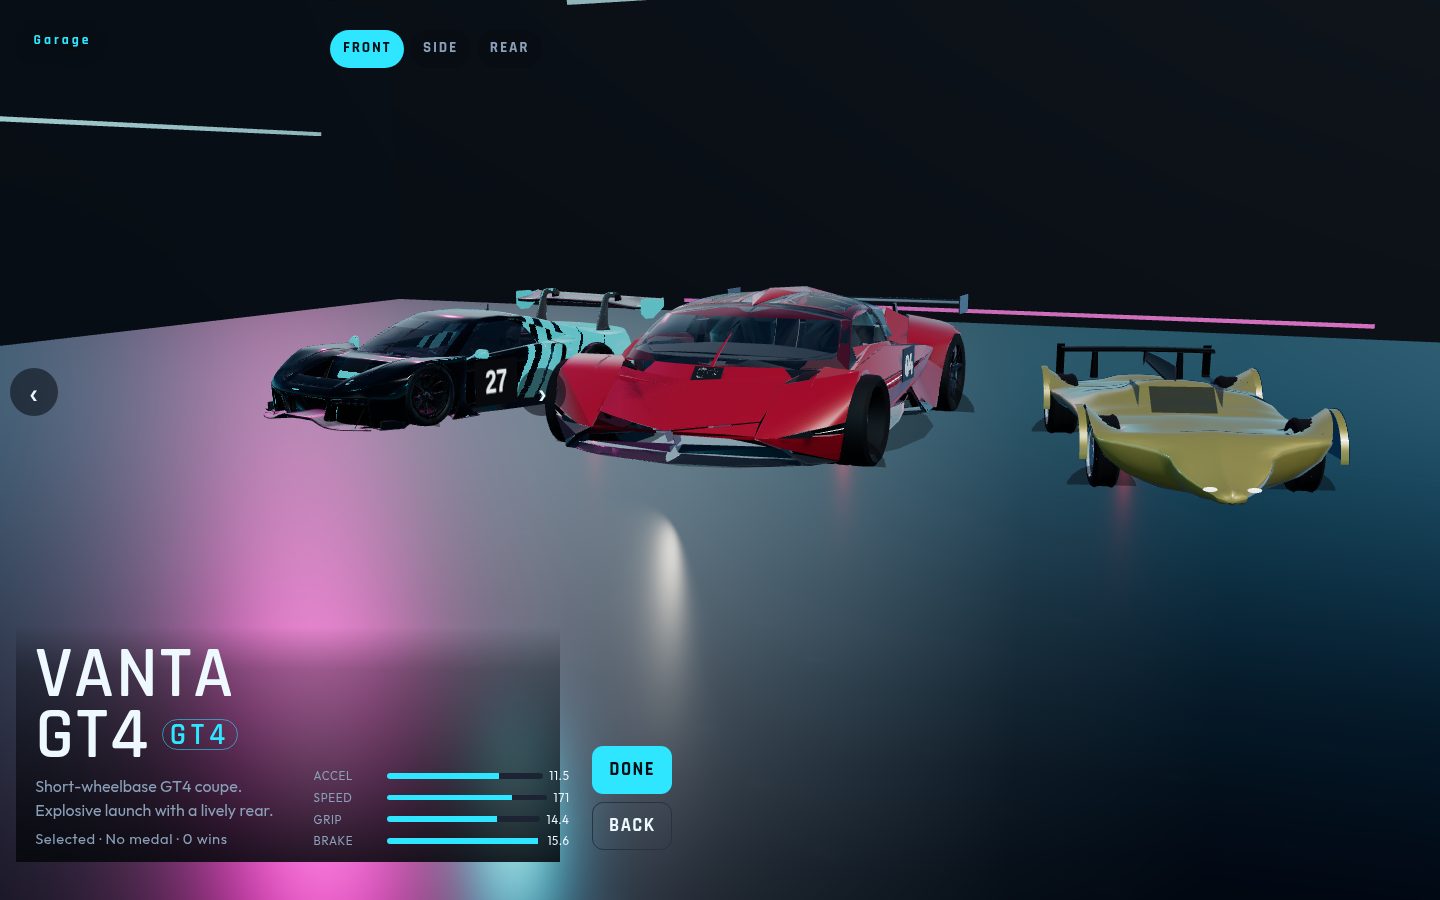 Garage
FRONT SIDE REAR
27
04
‹ ›
VANTA
GT4 GT4
Short-wheelbase GT4 coupe.
Explosive launch with a lively rear.
Selected · No medal · 0 wins
ACCEL 11.5
SPEED 171
GRIP 14.4
BRAKE 15.6
DONE
BACK